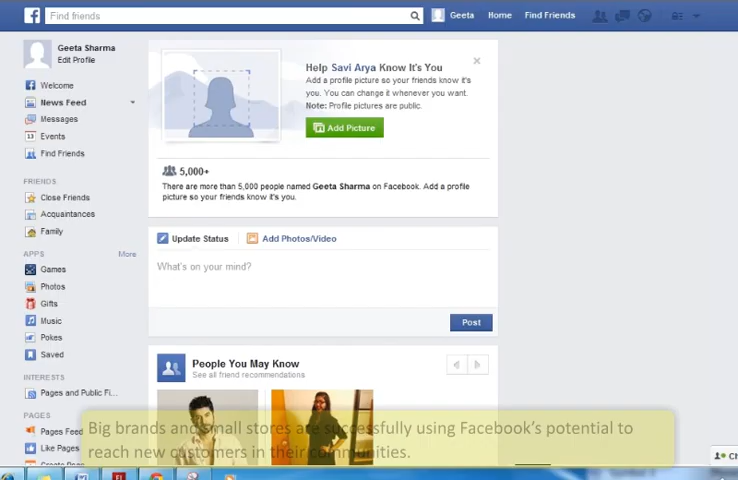 Find friends
Geeta Home Find Friends
Geeta Sharma
Edit Profile
Welcome
News Feed
Messages
13 Events
Find Friends
FRIENDS
Close Friends
Acquaintances
Family
APPS More
Games
Photos
Gifts
Music
Pokes
Saved
INTERESTS
Pages and Public Fi...
PAGES
Pages Feed
Like Pages
Create Page
Help Savi Arya Know It's You
Add a profile picture so your friends know it's
you. You can change it whenever you want.
Note: Profile pictures are public.
Add Picture
5,000+
There are more than 5,000 people named Geeta Sharma on Facebook. Add a profile
picture so your friends know it's you.
Update Status Add Photos/Video
What's on your mind?
Post
People You May Know
See all friend recommendations
Big brands and small stores are successfully using Facebook's potential to
reach new customers in their communities.